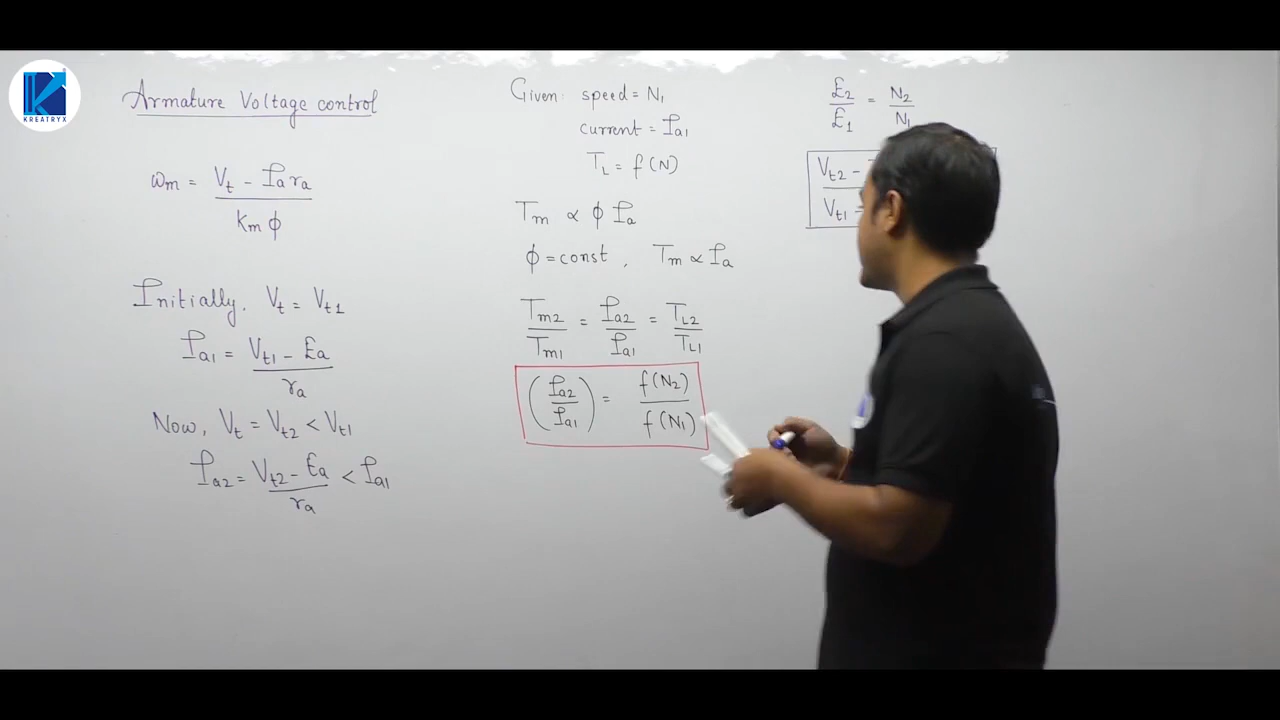 KREATRYX
Armature Voltage control
ωm = (Vt - Ia ra) / (Km ϕ)
Initially, Vt = Vt1
Ia1 = (Vt1 - Ea) / ra
Now, Vt = Vt2 < Vt1
Ia2 = (Vt2 - Ea) / ra < Ia1
Given: speed = N1
current = Ia1
TL = f(N)
Tm ∝ ϕ Ia
ϕ = const, Tm ∝ Ia
Tm2 / Tm1 = Ia2 / Ia1 = TL2 / TL1
(Ia2 / Ia1) = f(N2) / f(N1)
E2 / E1 = N2 / N1
Vt2 -
Vt1 -